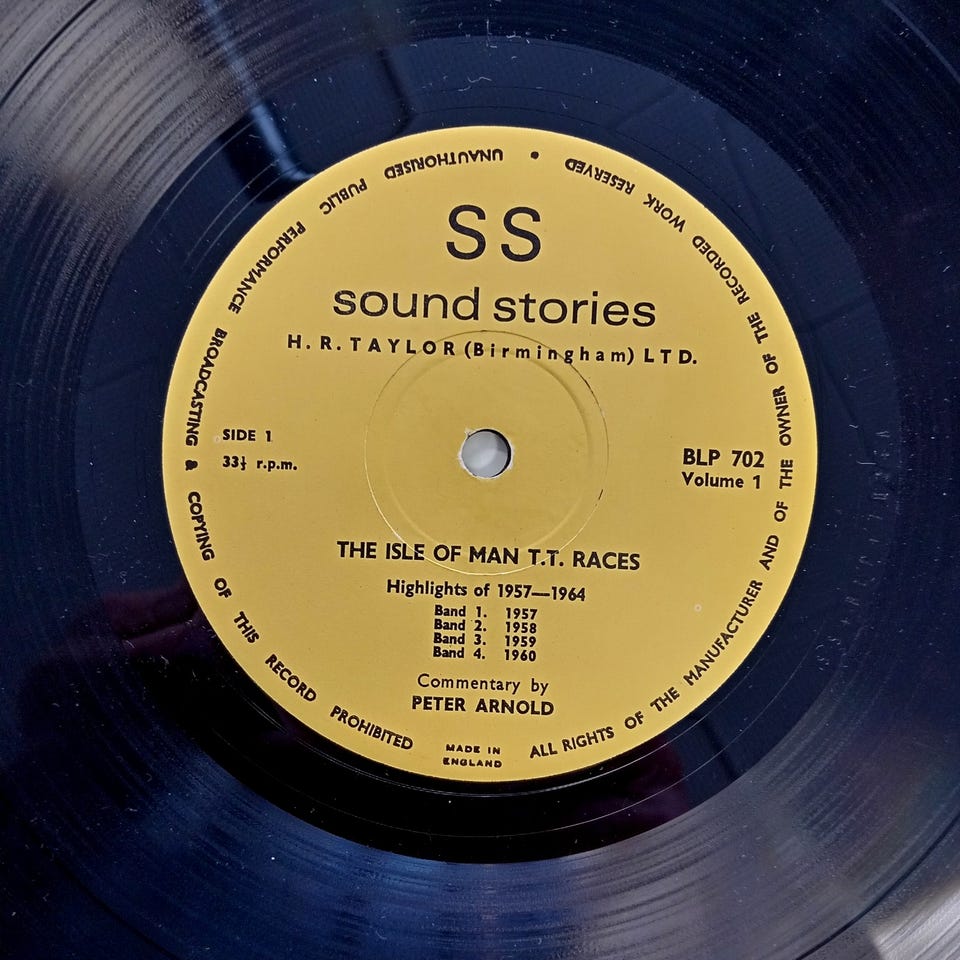 SS
sound stories
H. R. TAYLOR (Birmingham) LTD.
SIDE 1
33⅓ r.p.m.
BLP 702
Volume 1
THE ISLE OF MAN T.T. RACES
Highlights of 1957—1964
Band 1. 1957
Band 2. 1958
Band 3. 1959
Band 4. 1960
Commentary by
PETER ARNOLD
MADE IN
ENGLAND
ALL RIGHTS OF THE MANUFACTURER AND OF THE OWNER OF THE RECORDED WORK RESERVED • UNAUTHORISED PUBLIC PERFORMANCE BROADCASTING & COPYING OF THIS RECORD PROHIBITED